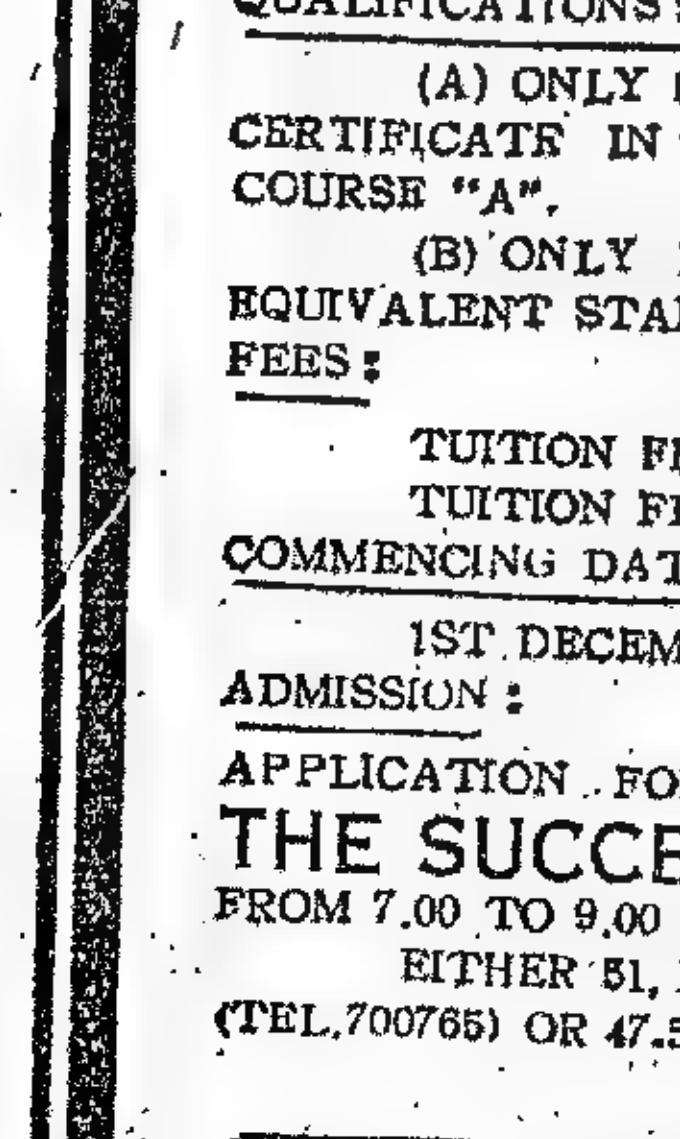 QUALIFICATIONS:
(A) ONLY
CERTIFICATE IN
COURSE "A".
(B) ONLY
EQUIVALENT STA
FEES:
TUITION F
TUITION F
COMMENCING DAT
1ST DECEM
ADMISSION:
APPLICATION FO
THE SUCCE
FROM 7.00 TO 9.00
EITHER 51,
(TEL.700765) OR 47.